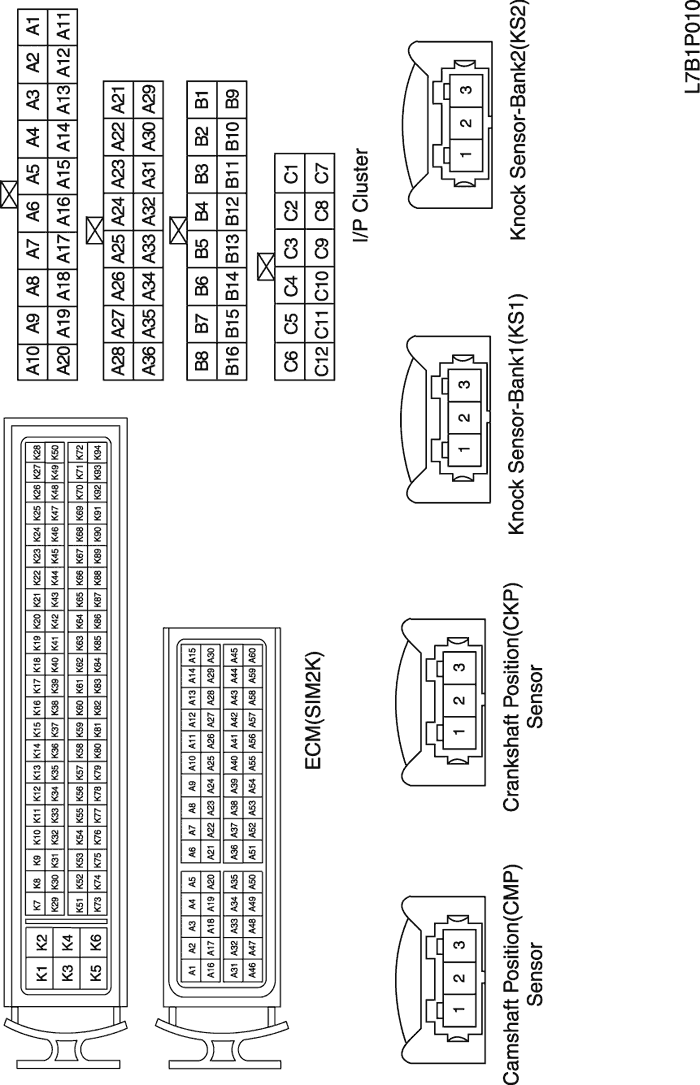 K1 K2
K3 K4
K5 K6
K7 K8 K9 K10 K11 K12 K13 K14 K15 K16 K17 K18 K19 K20 K21 K22 K23 K24 K25 K26 K27 K28
K29 K30 K31 K32 K33 K34 K35 K36 K37 K38 K39 K40 K41 K42 K43 K44 K45 K46 K47 K48 K49 K50
K51 K52 K53 K54 K55 K56 K57 K58 K59 K60 K61 K62 K63 K64 K65 K66 K67 K68 K69 K70 K71 K72
K73 K74 K75 K76 K77 K78 K79 K80 K81 K82 K83 K84 K85 K86 K87 K88 K89 K90 K91 K92 K93 K94
A1 A2 A3 A4 A5 A6 A7 A8 A9 A10 A11 A12 A13 A14 A15
A16 A17 A18 A19 A20 A21 A22 A23 A24 A25 A26 A27 A28 A29 A30
A31 A32 A33 A34 A35 A36 A37 A38 A39 A40 A41 A42 A43 A44 A45
A46 A47 A48 A49 A50 A51 A52 A53 A54 A55 A56 A57 A58 A59 A60
ECM(SIM2K)
A10 A9 A8 A7 A6 A5 A4 A3 A2 A1
A20 A19 A18 A17 A16 A15 A14 A13 A12 A11
A28 A27 A26 A25 A24 A23 A22 A21
A36 A35 A34 A33 A32 A31 A30 A29
B8 B7 B6 B5 B4 B3 B2 B1
B16 B15 B14 B13 B12 B11 B10 B9
C6 C5 C4 C3 C2 C1
C12 C11 C10 C9 C8 C7
I/P Cluster
1 2 3
Camshaft Position(CMP)
Sensor
1 2 3
Crankshaft Position(CKP)
Sensor
1 2 3
Knock Sensor-Bank1(KS1)
1 2 3
Knock Sensor-Bank2(KS2)
L7B1P010